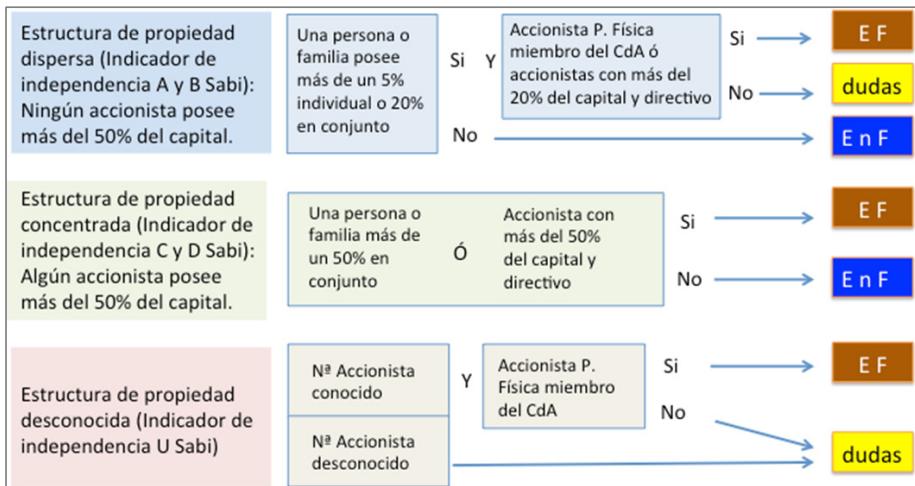 Estructura de propiedad
dispersa (Indicador de
independencia A y B Sabi):
Ningún accionista posee
más del 50% del capital.
Una persona o
familia posee
más de un 5%
individual o 20%
en conjunto
Si Y
No
Accionista P. Física
miembro del CdA ó
accionistas con más del
20% del capital y directivo
Si
No
E F
dudas
E n F
Estructura de propiedad
concentrada (Indicador de
independencia C y D Sabi):
Algún accionista posee
más del 50% del capital.
Una persona o
familia más de
un 50% en
conjunto
Ó
Accionista con
más del 50%
del capital y
directivo
Si
No
E F
E n F
Estructura de propiedad
desconocida (Indicador de
independencia U Sabi)
Nª Accionista
conocido
Y
Accionista P.
Física miembro
del CdA
Si
No
Nª Accionista
desconocido
E F
dudas